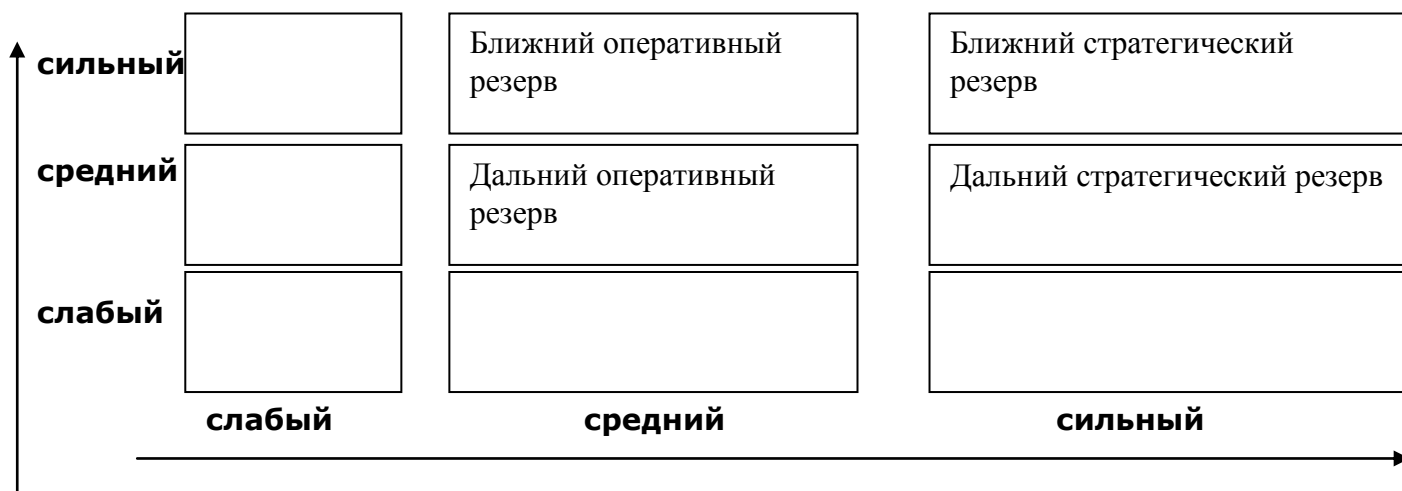 сильный
Ближний оперативный
резерв
Ближний стратегический
резерв
средний
Дальний оперативный
резерв
Дальний стратегический резерв
слабый
слабый
средний
сильный